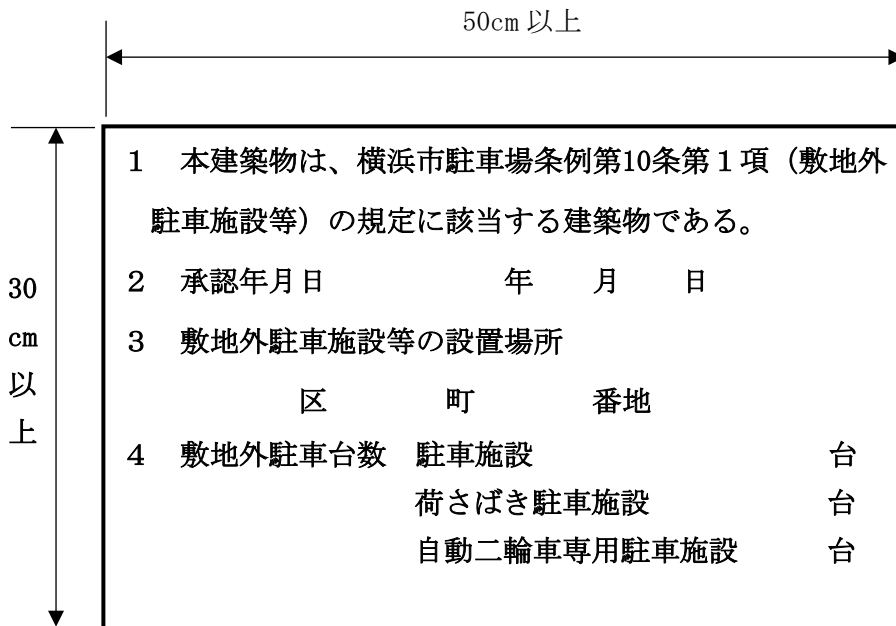 50cm以上
30
cm
以
上
1 本建築物は、横浜市駐車場条例第10条第1項（敷地外
駐車施設等）の規定に該当する建築物である。
2 承認年月日 年 月 日
3 敷地外駐車施設等の設置場所
区 町 番地
4 敷地外駐車台数 駐車施設 台
荷さばき駐車施設 台
自動二輪車専用駐車施設 台